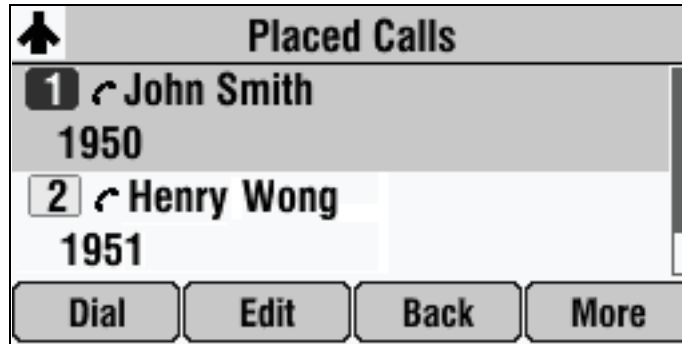 Placed Calls
1 John Smith
1950
2 Henry Wong
1951
Dial Edit Back More